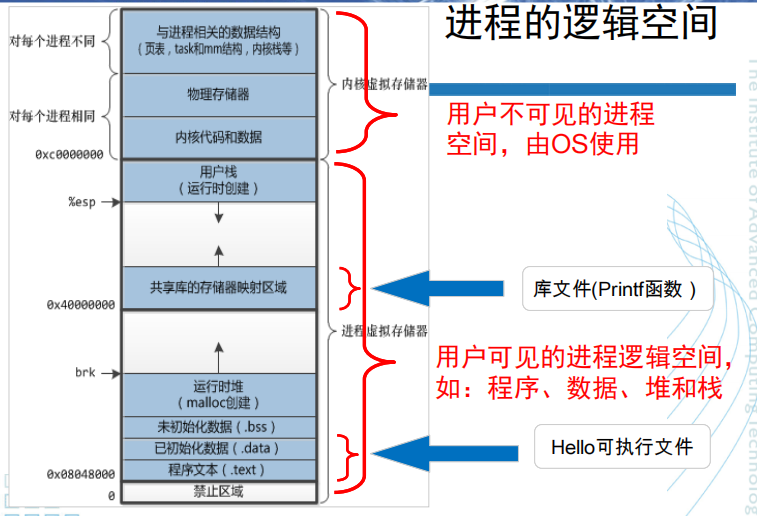 进程的逻辑空间
对每个进程不同
与进程相关的数据结构
（页表，task和mm结构，内核栈等）
物理存储器
内核虚拟存储器
对每个进程相同
内核代码和数据
0xc0000000
用户不可见的进程
空间，由OS使用
用户栈
（运行时创建）
%esp
共享库的存储器映射区域
0x40000000
库文件(Printf函数）
进程虚拟存储器
用户可见的进程逻辑空间，
如：程序、数据、堆和栈
brk
运行时堆
（malloc创建）
未初始化数据（.bss）
已初始化数据（.data）
程序文本（.text）
Hello可执行文件
0x08048000
禁止区域
0
The Institute of Advanced Computing Technolog